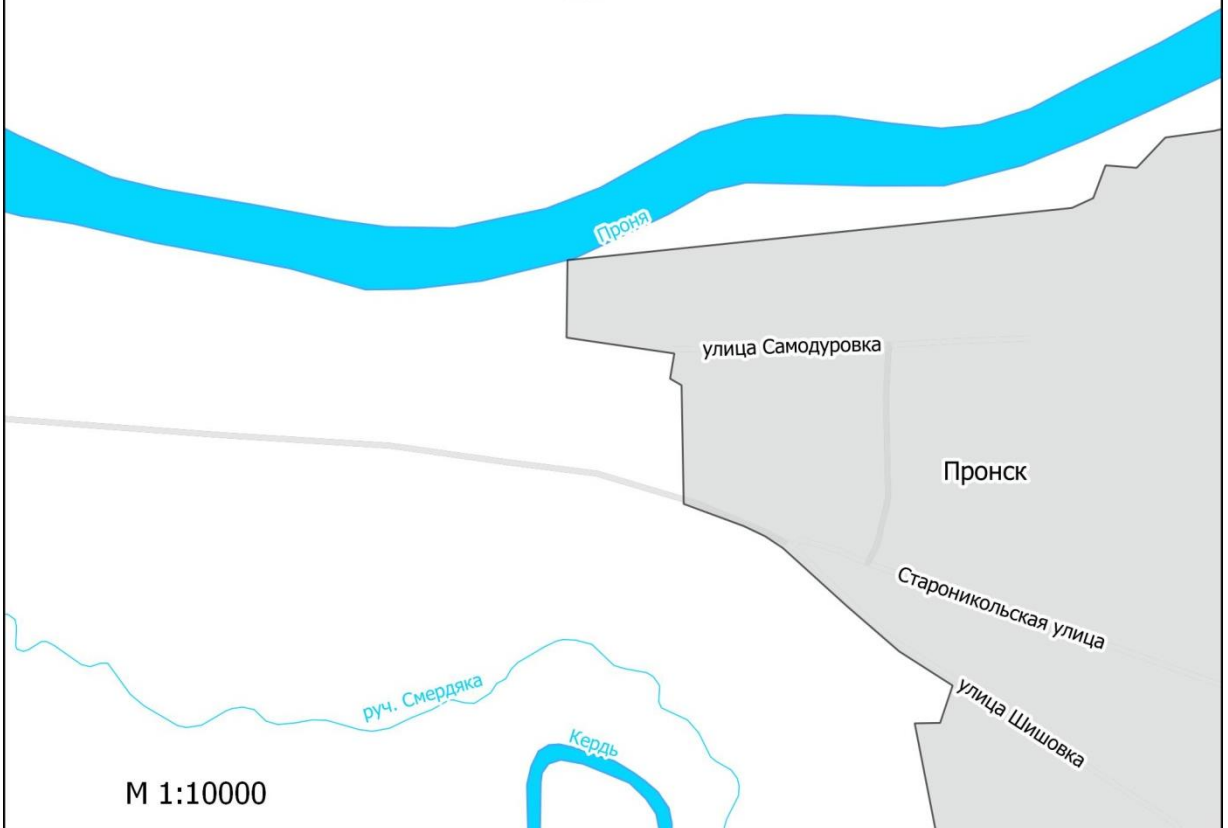 Проня
улица Самодуровка
Пронск
Староникольская улица
руч. Смердяка
улица Шишовка
Кердь
М 1:10000